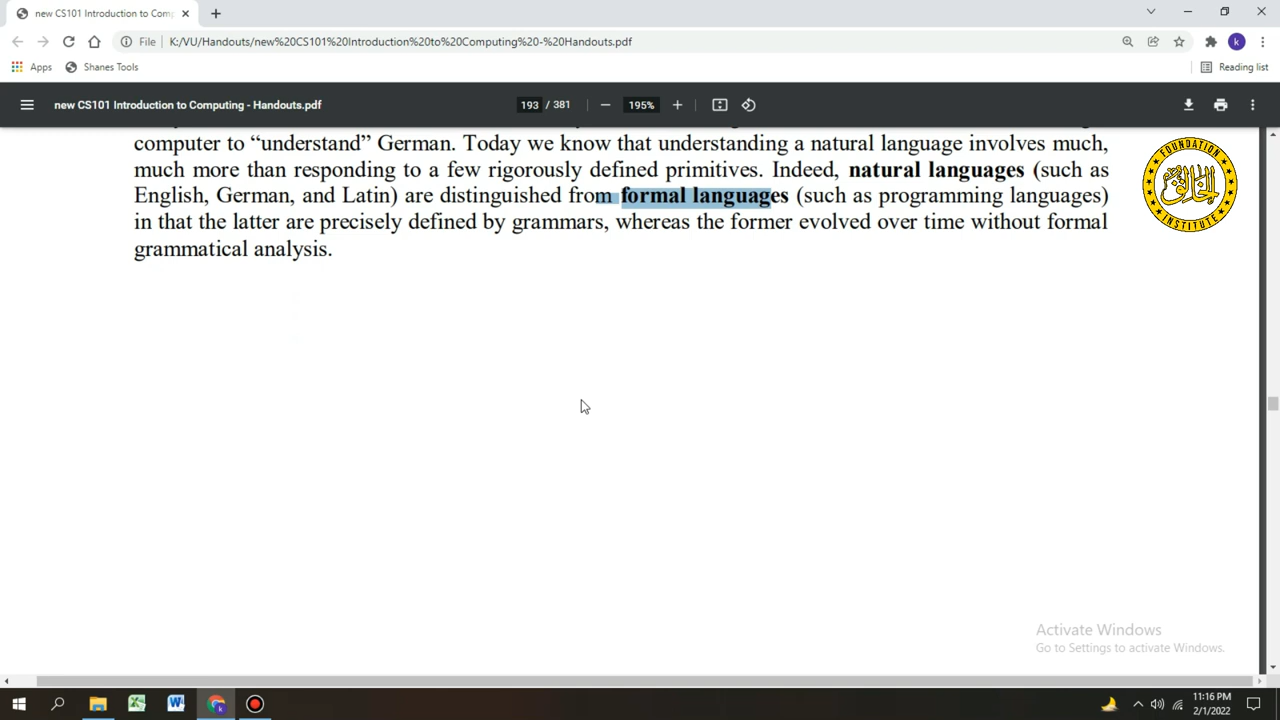 new CS101 Introduction to Comp
File K:/VU/Handouts/new%20CS101%20Introduction%20to%20Computing%20-%20Handouts.pdf
k
Apps Shanes Tools Reading list
new CS101 Introduction to Computing - Handouts.pdf 193 / 381 195%
computer to “understand” German. Today we know that understanding a natural language involves much,
much more than responding to a few rigorously defined primitives. Indeed, natural languages (such as
English, German, and Latin) are distinguished from formal languages (such as programming languages)
in that the latter are precisely defined by grammars, whereas the former evolved over time without formal
grammatical analysis.
FOUNDATION
INSTITUTE
Activate Windows
Go to Settings to activate Windows.
11:16 PM
2/1/2022